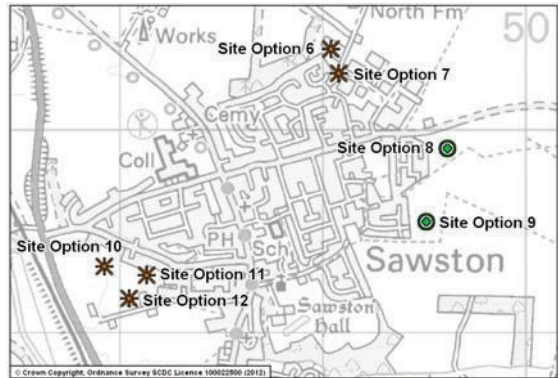 North Fm
50
Works
Site Option 6
Site Option 7
Cemy
Site Option 8
Coll
Site Option 9
PH
Sch
Site Option 10
Site Option 11
Sawston
Site Option 12
Sawston
Hall
© Crown Copyright, Ordnance Survey SCDC Licence 100022500 (2012)